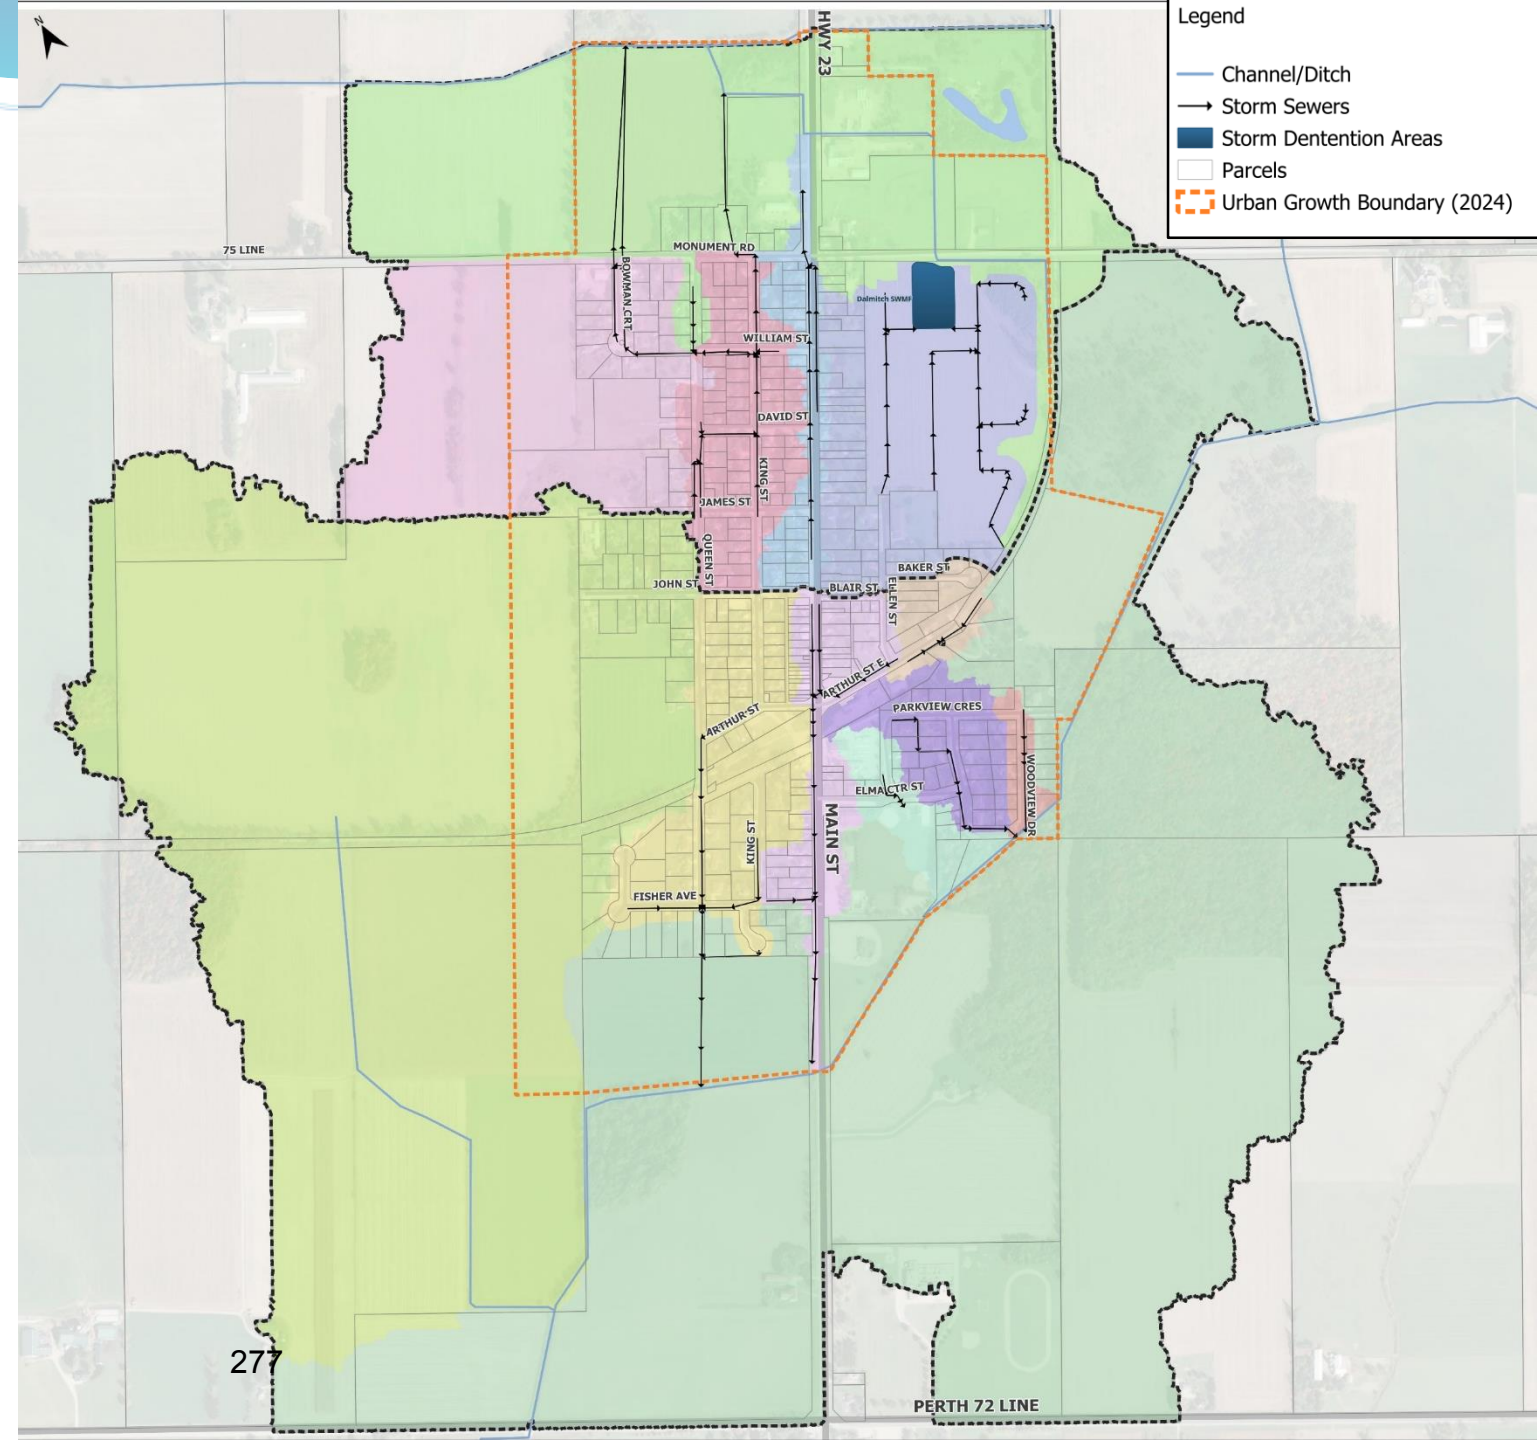 N
HWY 23
Legend
Channel/Ditch
Storm Sewers
Storm Dentention Areas
Parcels
Urban Growth Boundary (2024)
75 LINE
MONUMENT RD
BOWMAN CRT
Dalmitch SWMF
WILLIAM ST
DAVID ST
KING ST
JAMES ST
QUEEN ST
JOHN ST
BAKER ST
BLAIR ST
ELLEN ST
ARTHUR ST E
PARKVIEW CRES
ARTHUR ST
WOODVIEW DR
ELMA CTR ST
MAIN ST
KING ST
FISHER AVE
277
PERTH 72 LINE